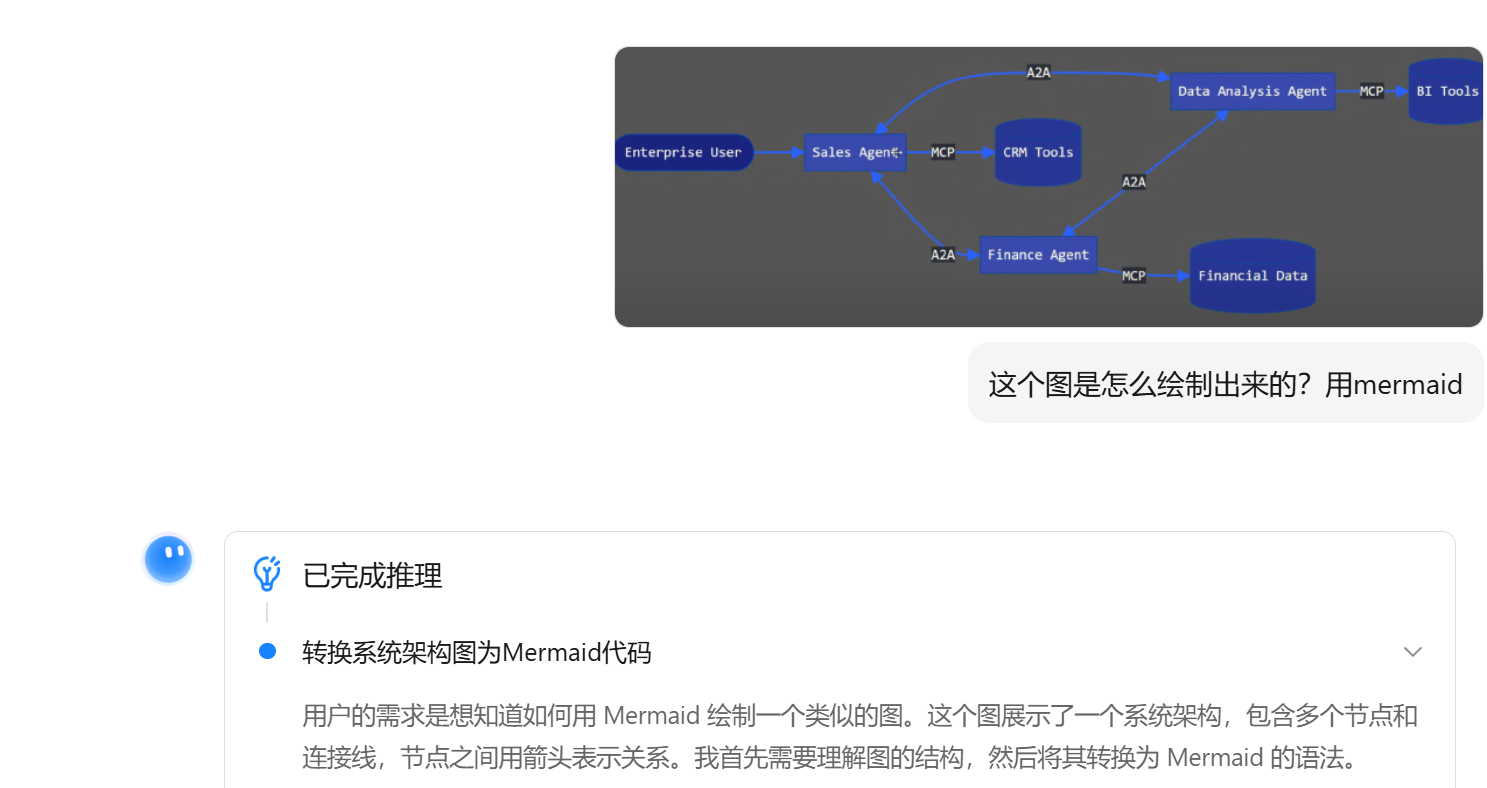 A2A
Data Analysis Agent
MCP
BI Tools
Enterprise User
Sales Agent
MCP
CRM Tools
A2A
A2A
Finance Agent
MCP
Financial Data
这个图是怎么绘制出来的？用mermaid
已完成推理
转换系统架构图为Mermaid代码
用户的需求是想知道如何用 Mermaid 绘制一个类似的图。这个图展示了一个系统架构，包含多个节点和
连接线，节点之间用箭头表示关系。我首先需要理解图的结构，然后将其转换为 Mermaid 的语法。